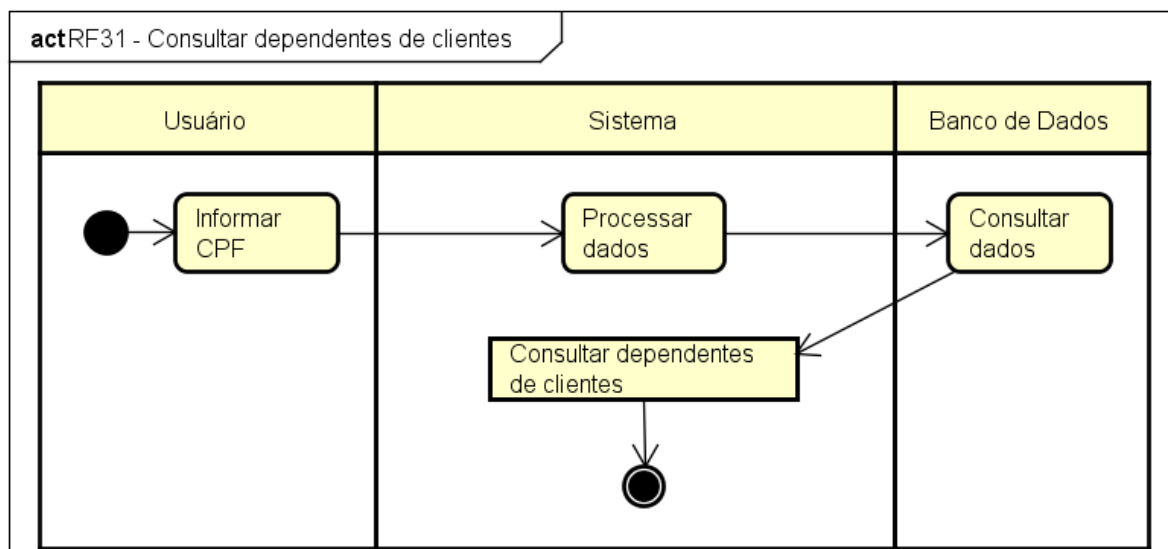 actRF31 - Consultar dependentes de clientes
Usuário
Sistema
Banco de Dados
Informar
CPF
Processar
dados
Consultar
dados
Consultar dependentes
de clientes